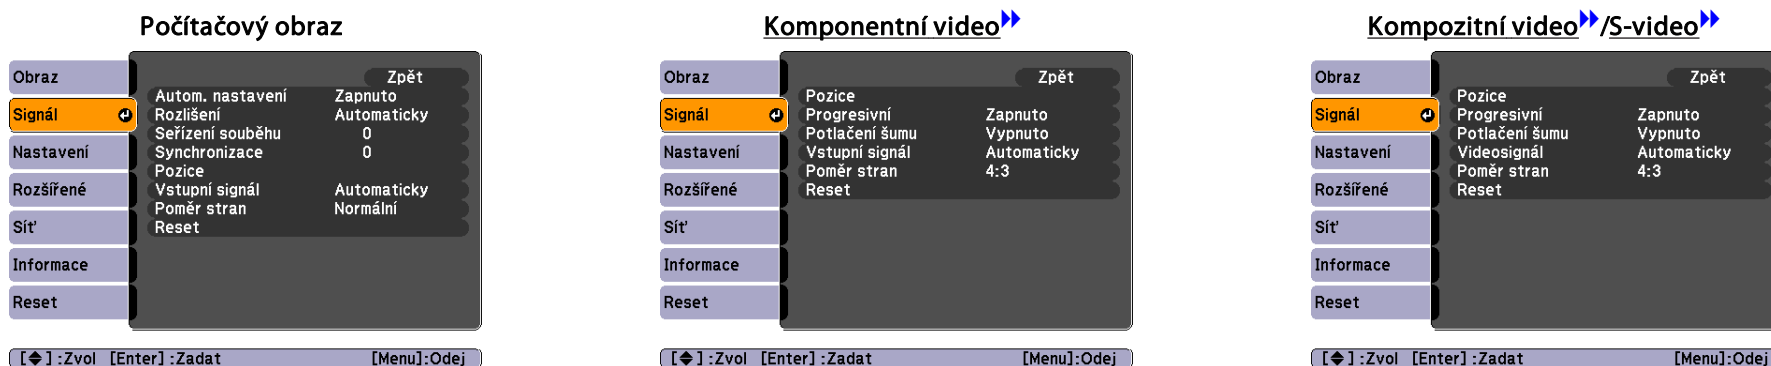 Počítačový obraz
Obraz
Signál
Nastavení
Rozšířené
Síť
Informace
Reset
Zpět
Autom. nastavení Zapnuto
Rozlišení Automaticky
Seřízení souběhu 0
Synchronizace 0
Pozice
Vstupní signál Automaticky
Poměr stran Normální
Reset
[ ] :Zvol [Enter] :Zadat [Menu]:Odej
Komponentní video
Obraz
Signál
Nastavení
Rozšířené
Síť
Informace
Reset
Zpět
Pozice
Progresivní Zapnuto
Potlačení šumu Vypnuto
Vstupní signál Automaticky
Poměr stran 4:3
Reset
[ ] :Zvol [Enter] :Zadat [Menu]:Odej
Kompozitní video/S-video
Obraz
Signál
Nastavení
Rozšířené
Síť
Informace
Reset
Zpět
Pozice
Progresivní Zapnuto
Potlačení šumu Vypnuto
Videosignál Automaticky
Poměr stran 4:3
Reset
[ ] :Zvol [Enter] :Zadat [Menu]:Odej